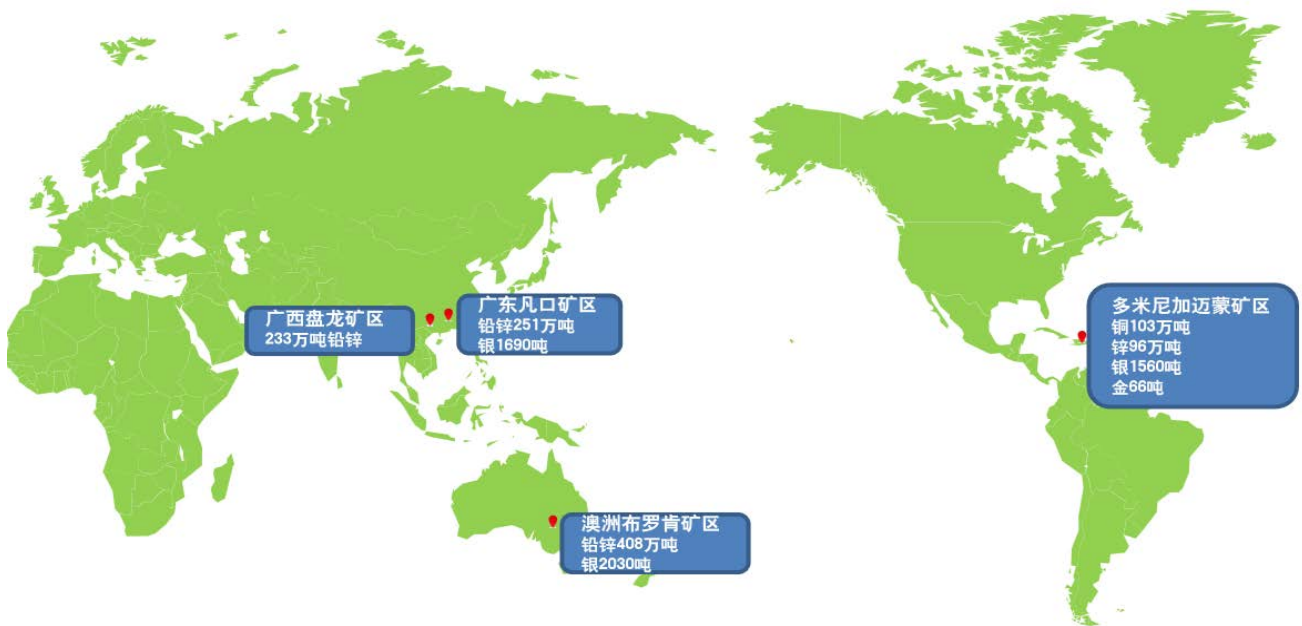 广西盘龙矿区
233万吨铅锌
广东凡口矿区
铅锌251万吨
银1690吨
多米尼加迈蒙矿区
铜103万吨
锌96万吨
银1560吨
金66吨
澳洲布罗肯矿区
铅锌408万吨
银2030吨